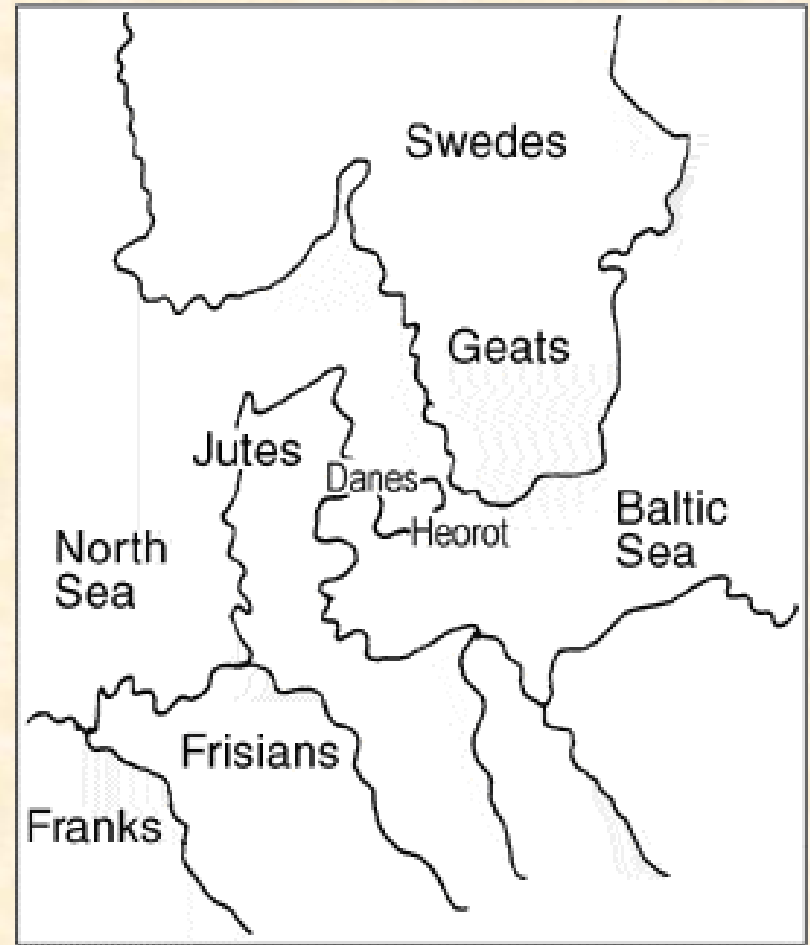 Swedes
Geats
Jutes
Danes
Heorot
Baltic
Sea
North
Sea
Frisians
Franks